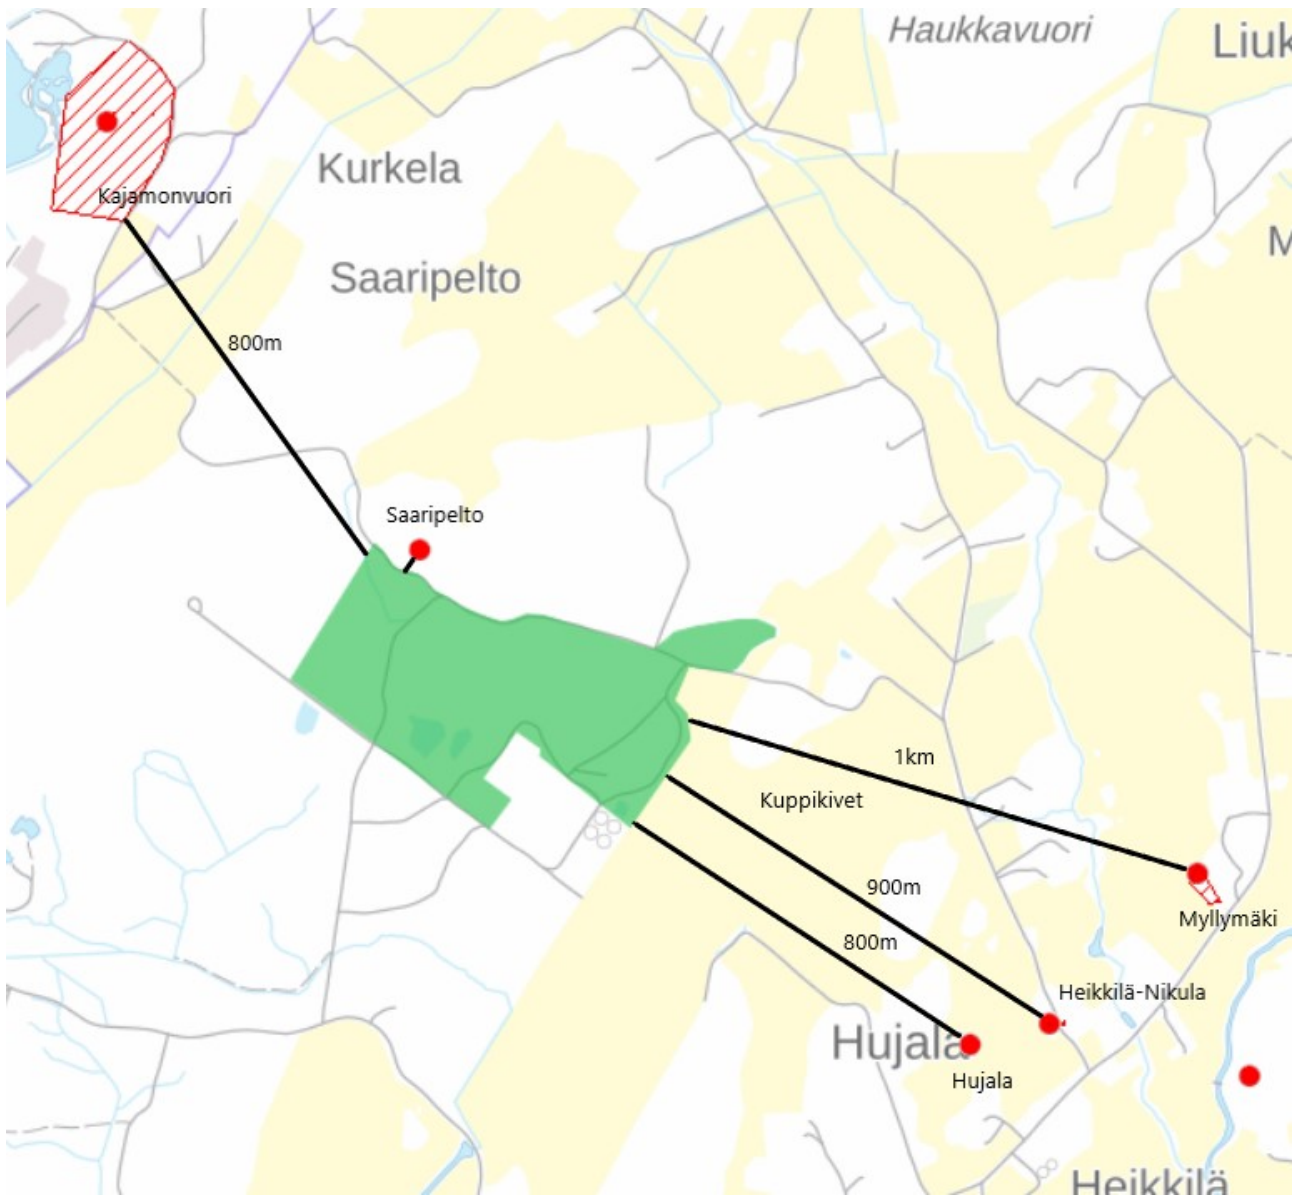 Haukkavuori
Liuk
Kurkela
Kajamonvuori
M
Saaripelto
800m
Saaripelto
1km
Kuppikivet
900m
Myllymäki
800m
Heikkilä-Nikula
Hujala
Hujala
Heikkilä